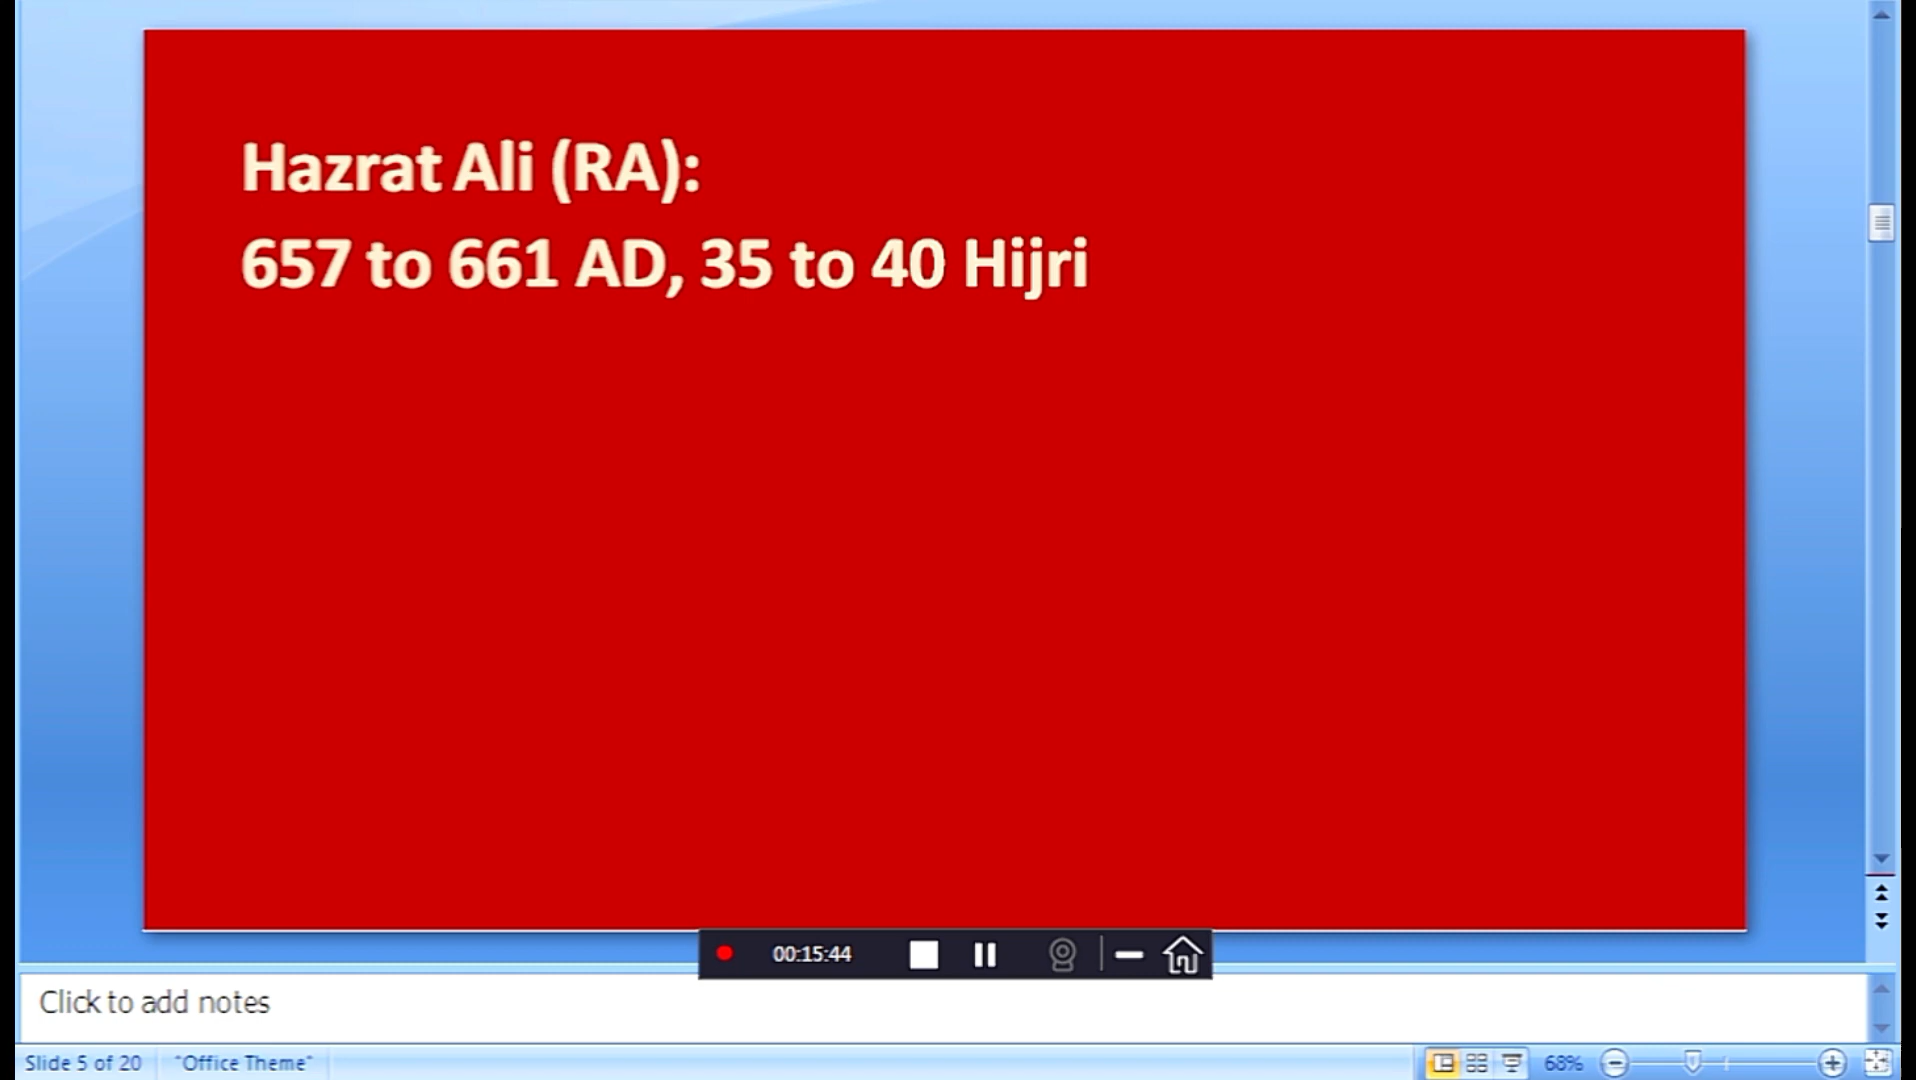 Hazrat Ali (RA):
657 to 661 AD, 35 to 40 Hijri
00:15:44
Click to add notes
Slide 5 of 20
"Office Theme"
68%